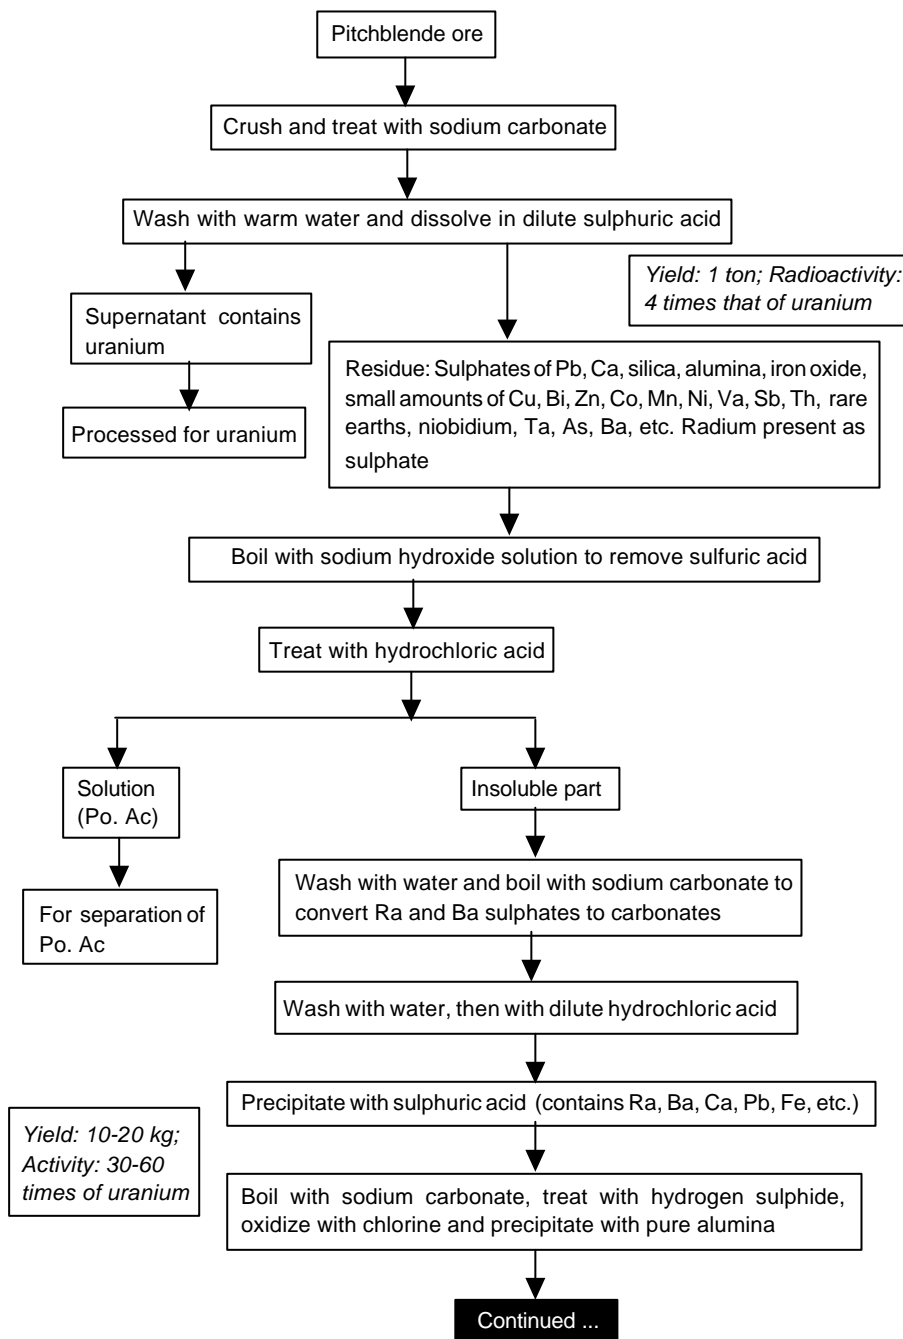 Pitchblende ore
Crush and treat with sodium carbonate
Wash with warm water and dissolve in dilute sulphuric acid
Yield: 1 ton; Radioactivity:
4 times that of uranium
Supernatant contains
uranium
Processed for uranium
Residue: Sulphates of Pb, Ca, silica, alumina, iron oxide,
small amounts of Cu, Bi, Zn, Co, Mn, Ni, Va, Sb, Th, rare
earths, niobidium, Ta, As, Ba, etc. Radium present as
sulphate
Boil with sodium hydroxide solution to remove sulfuric acid
Treat with hydrochloric acid
Solution
(Po. Ac)
For separation of
Po. Ac
Insoluble part
Wash with water and boil with sodium carbonate to
convert Ra and Ba sulphates to carbonates
Wash with water, then with dilute hydrochloric acid
Precipitate with sulphuric acid (contains Ra, Ba, Ca, Pb, Fe, etc.)
Yield: 10-20 kg;
Activity: 30-60
times of uranium
Boil with sodium carbonate, treat with hydrogen sulphide,
oxidize with chlorine and precipitate with pure alumina
Continued ...